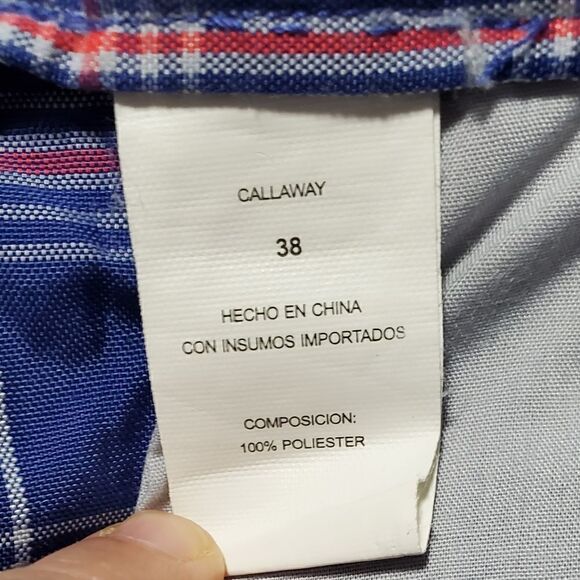 CALLAWAY
38
HECHO EN CHINA
CON INSUMOS IMPORTADOS
COMPOSICION:
100% POLIESTER